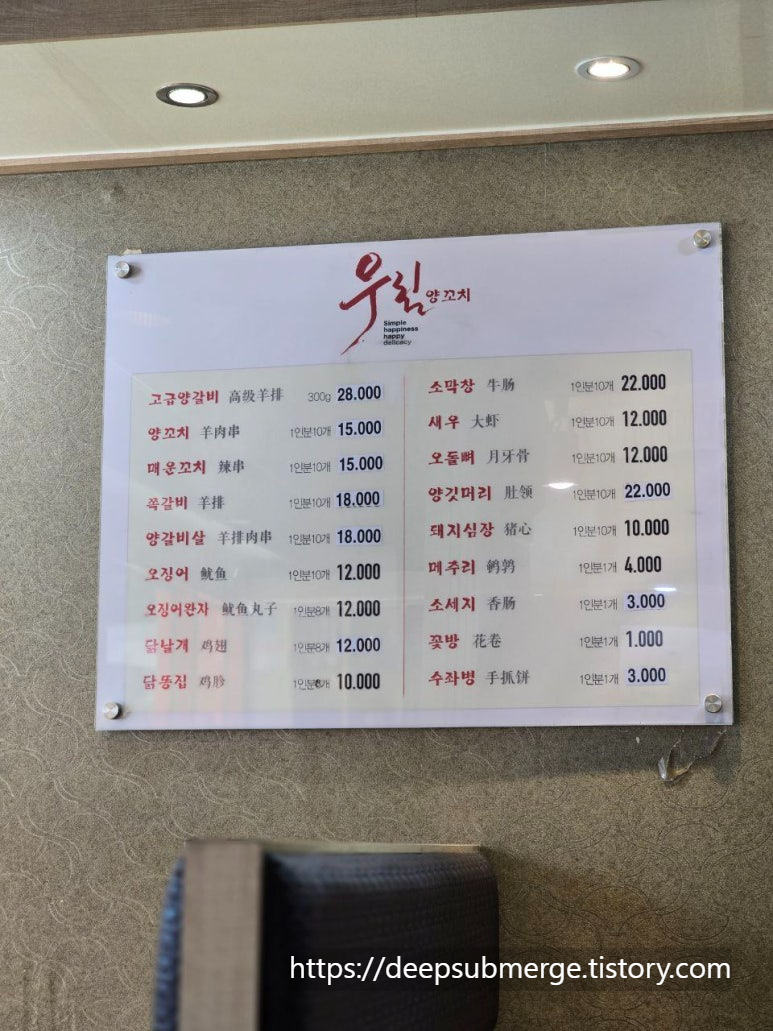 우림 양꼬치
Simple
happiness
happy
delicacy
고급양갈비 高级羊排 300g 28.000
양꼬치 羊肉串 1인분10개 15.000
매운꼬치 辣串 1인분10개 15.000
쪽갈비 羊排 1인분10개 18.000
양갈비살 羊排肉串 1인분10개 18.000
오징어 鱿鱼 1인분10개 12.000
오징어완자 鱿鱼丸子 1인분8개 12.000
닭날개 鸡翅 1인분8개 12.000
닭똥집 鸡胗 1인분8개 10.000
소막창 牛肠 1인분10개 22.000
새우 大虾 1인분10개 12.000
오돌뼈 月牙骨 1인분10개 12.000
양깃머리 肚领 1인분10개 22.000
돼지심장 猪心 1인분10개 10.000
메추리 鹌鹑 1인분1개 4.000
소세지 香肠 1인분1개 3.000
꽃방 花卷 1인분1개 1.000
수좌병 手抓饼 1인분1개 3.000
https://deepsubmerge.tistory.com